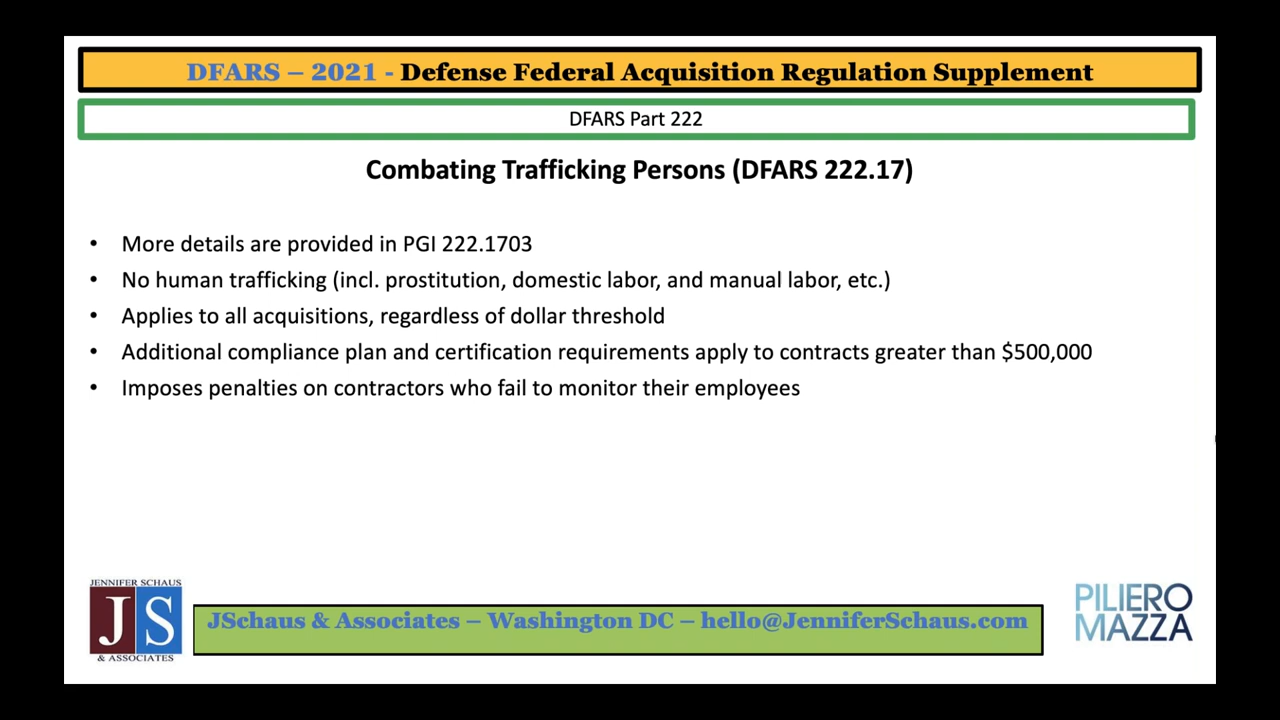 DFARS – 2021 - Defense Federal Acquisition Regulation Supplement
DFARS Part 222
Combating Trafficking Persons (DFARS 222.17)
• More details are provided in PGI 222.1703
• No human trafficking (incl. prostitution, domestic labor, and manual labor, etc.)
• Applies to all acquisitions, regardless of dollar threshold
• Additional compliance plan and certification requirements apply to contracts greater than $500,000
• Imposes penalties on contractors who fail to monitor their employees
JENNIFER SCHAUS
JS
& ASSOCIATES
JSchaus & Associates – Washington DC – hello@JenniferSchaus.com
PILIERO
MAZZA